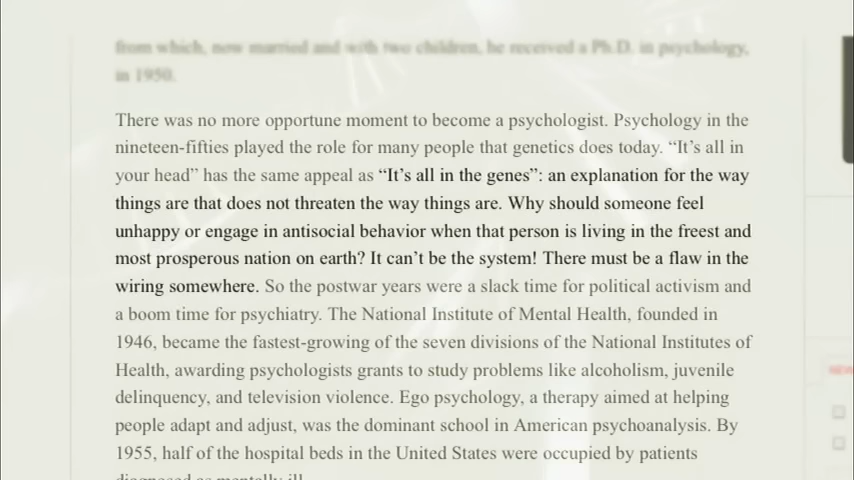 from which, now married and with two children, he received a Ph.D. in psychology,
in 1950.
There was no more opportune moment to become a psychologist. Psychology in the
nineteen-fifties played the role for many people that genetics does today. “It’s all in
your head” has the same appeal as “It’s all in the genes”: an explanation for the way
things are that does not threaten the way things are. Why should someone feel
unhappy or engage in antisocial behavior when that person is living in the freest and
most prosperous nation on earth? It can’t be the system! There must be a flaw in the
wiring somewhere. So the postwar years were a slack time for political activism and
a boom time for psychiatry. The National Institute of Mental Health, founded in
1946, became the fastest-growing of the seven divisions of the National Institutes of
Health, awarding psychologists grants to study problems like alcoholism, juvenile
delinquency, and television violence. Ego psychology, a therapy aimed at helping
people adapt and adjust, was the dominant school in American psychoanalysis. By
1955, half of the hospital beds in the United States were occupied by patients
diagnosed as mentally ill.
NEW